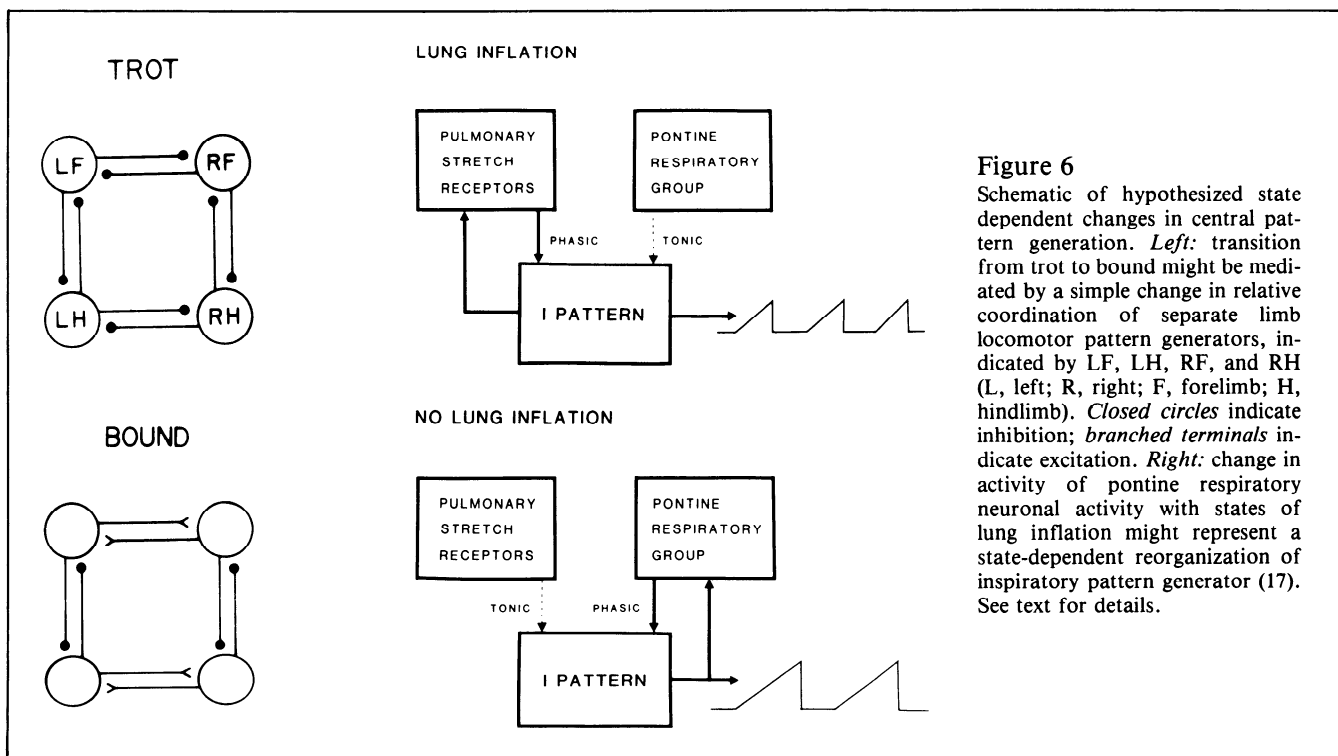 TROT
LF
RF
LH
RH
BOUND
LUNG INFLATION
PULMONARY
STRETCH
RECEPTORS
PONTINE
RESPIRATORY
GROUP
PHASIC
TONIC
I PATTERN
NO LUNG INFLATION
PULMONARY
STRETCH
RECEPTORS
PONTINE
RESPIRATORY
GROUP
TONIC
PHASIC
I PATTERN
Figure 6
Schematic of hypothesized state
dependent changes in central pat-
tern generation. Left: transition
from trot to bound might be medi-
ated by a simple change in relative
coordination of separate limb
locomotor pattern generators, in-
dicated by LF, LH, RF, and RH
(L, left; R, right; F, forelimb; H,
hindlimb). Closed circles indicate
inhibition; branched terminals in-
dicate excitation. Right: change in
activity of pontine respiratory
neuronal activity with states of
lung inflation might represent a
state-dependent reorganization of
inspiratory pattern generator (17).
See text for details.